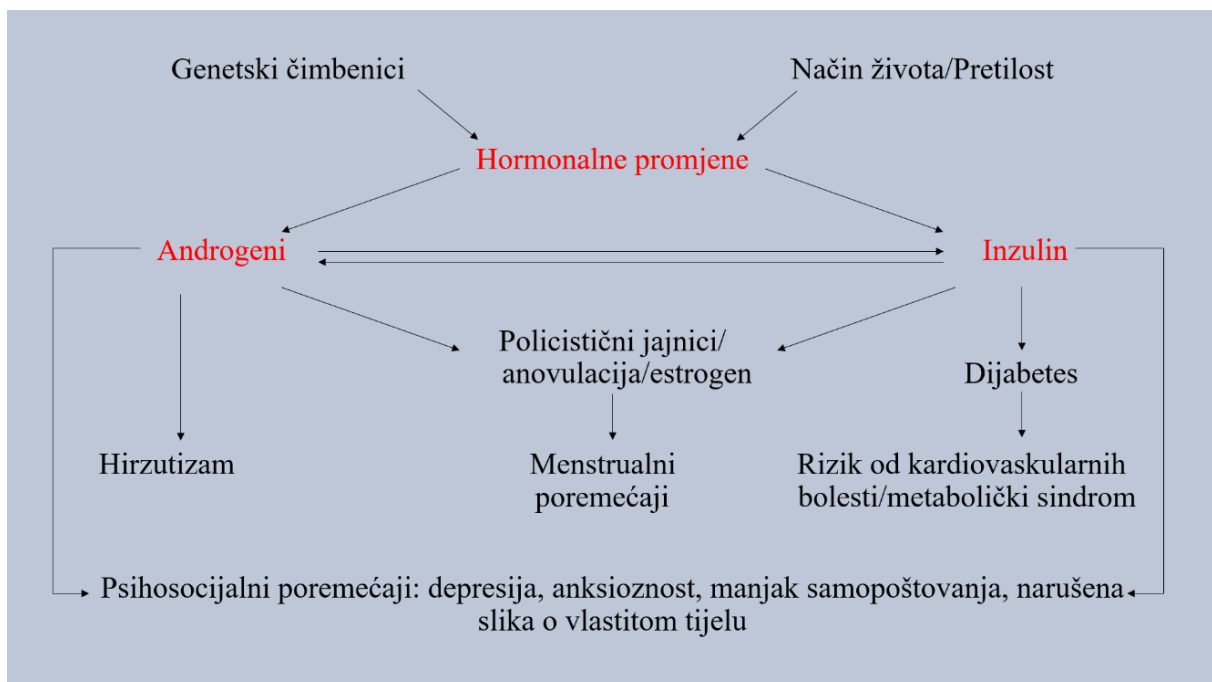 Genetski čimbenici
Način života/Pretilost
Hormonalne promjene
Androgeni
Inzulin
Policistični jajnici/
anovulacija/estrogen
Dijabetes
Hirzutizam
Menstrualni
poremećaji
Rizik od kardiovaskularnih
bolesti/metabolički sindrom
Psihosocijalni poremećaji: depresija, anksioznost, manjak samopoštovanja, narušena
slika o vlastitom tijelu